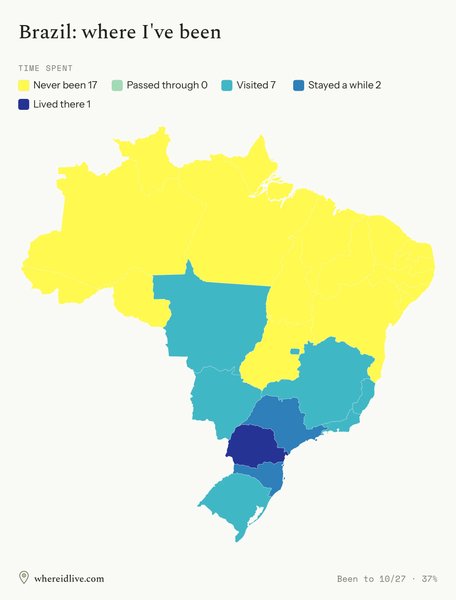 Brazil: where I've been
TIME SPENT
Never been 17 Passed through 0 Visited 7 Stayed a while 2
Lived there 1
whereidlive.com Been to 10/27 · 37%